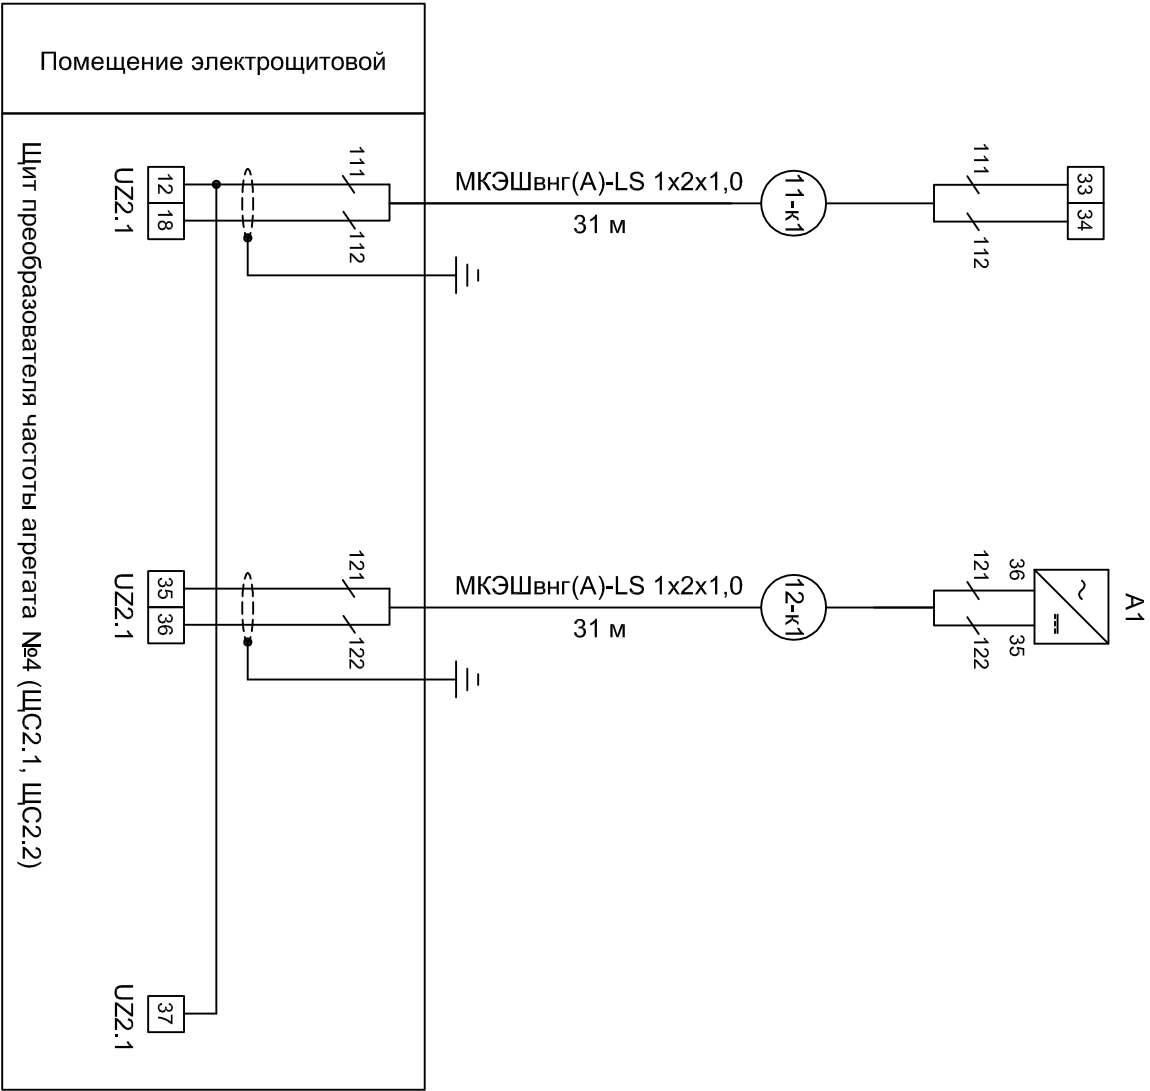 Помещение электрощитовой
Щит преобразователя частоты агрегата №4 (ЩС2.1, ЩС2.2)
UZ2.1
12
18
111
112
МКЭШвнг(А)-LS 1х2х1,0
31 м
11-к1
111
112
33
34
UZ2.1
35
36
121
122
МКЭШвнг(А)-LS 1х2х1,0
31 м
12-к1
121
122
36
35
A1
UZ2.1
37